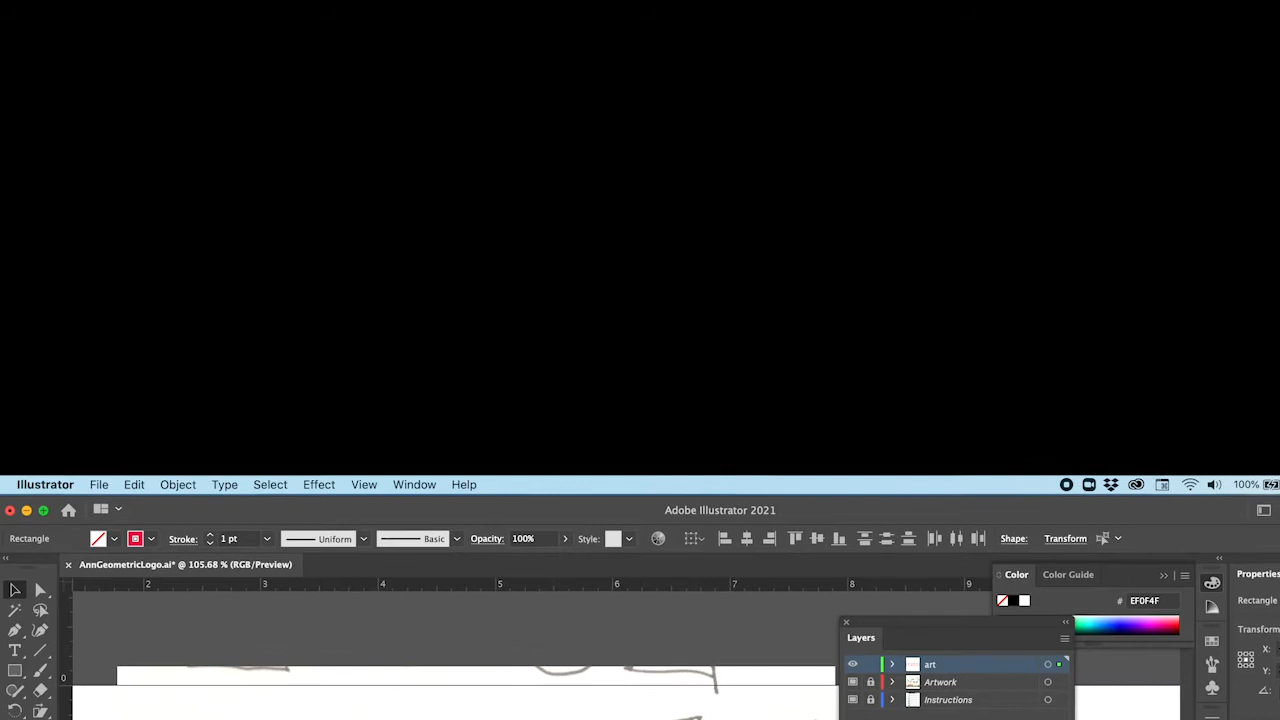 Illustrator File Edit Object Type Select Effect View Window Help 100%
Adobe Illustrator 2021
Rectangle Stroke: 1 pt Uniform Basic Opacity: 100% Style: Shape: Transform
AnnGeometricLogo.ai* @ 105.68 % (RGB/Preview)
2 3 4 5 6 7 8 9
0
Color Color Guide
# EF0F4F
Layers
art
Artwork
Instructions
Properties
Rectangle
Transform
X:
Y: